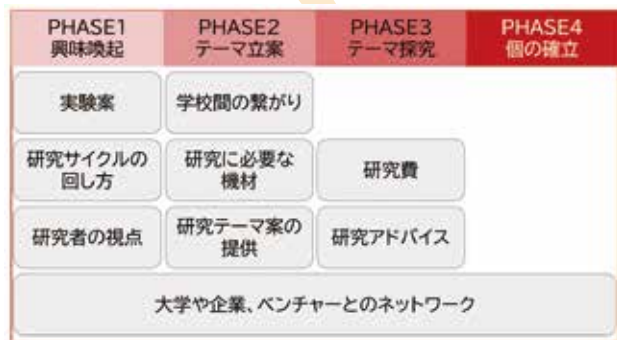 PHASE1
興味喚起
PHASE2
テーマ立案
PHASE3
テーマ探究
PHASE4
個の確立
実験案
学校間の繋がり
研究サイクルの
回し方
研究に必要な
機材
研究費
研究者の視点
研究テーマ案の
提供
研究アドバイス
大学や企業、ベンチャーとのネットワーク